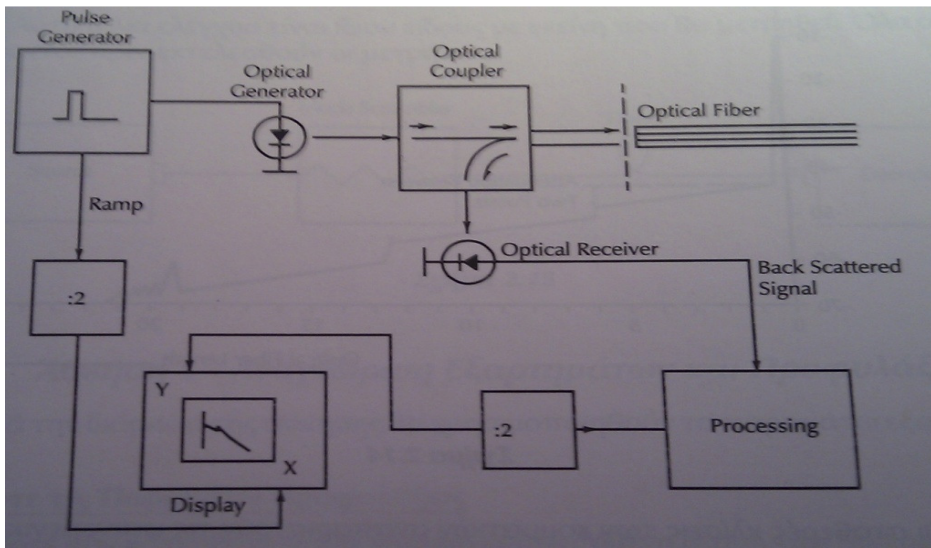 Pulse
Generator
Optical
Generator
Optical
Coupler
Optical Fiber
Ramp
Optical Receiver
Back Scattered
Signal
:2
Y
X
Display
:2
Processing